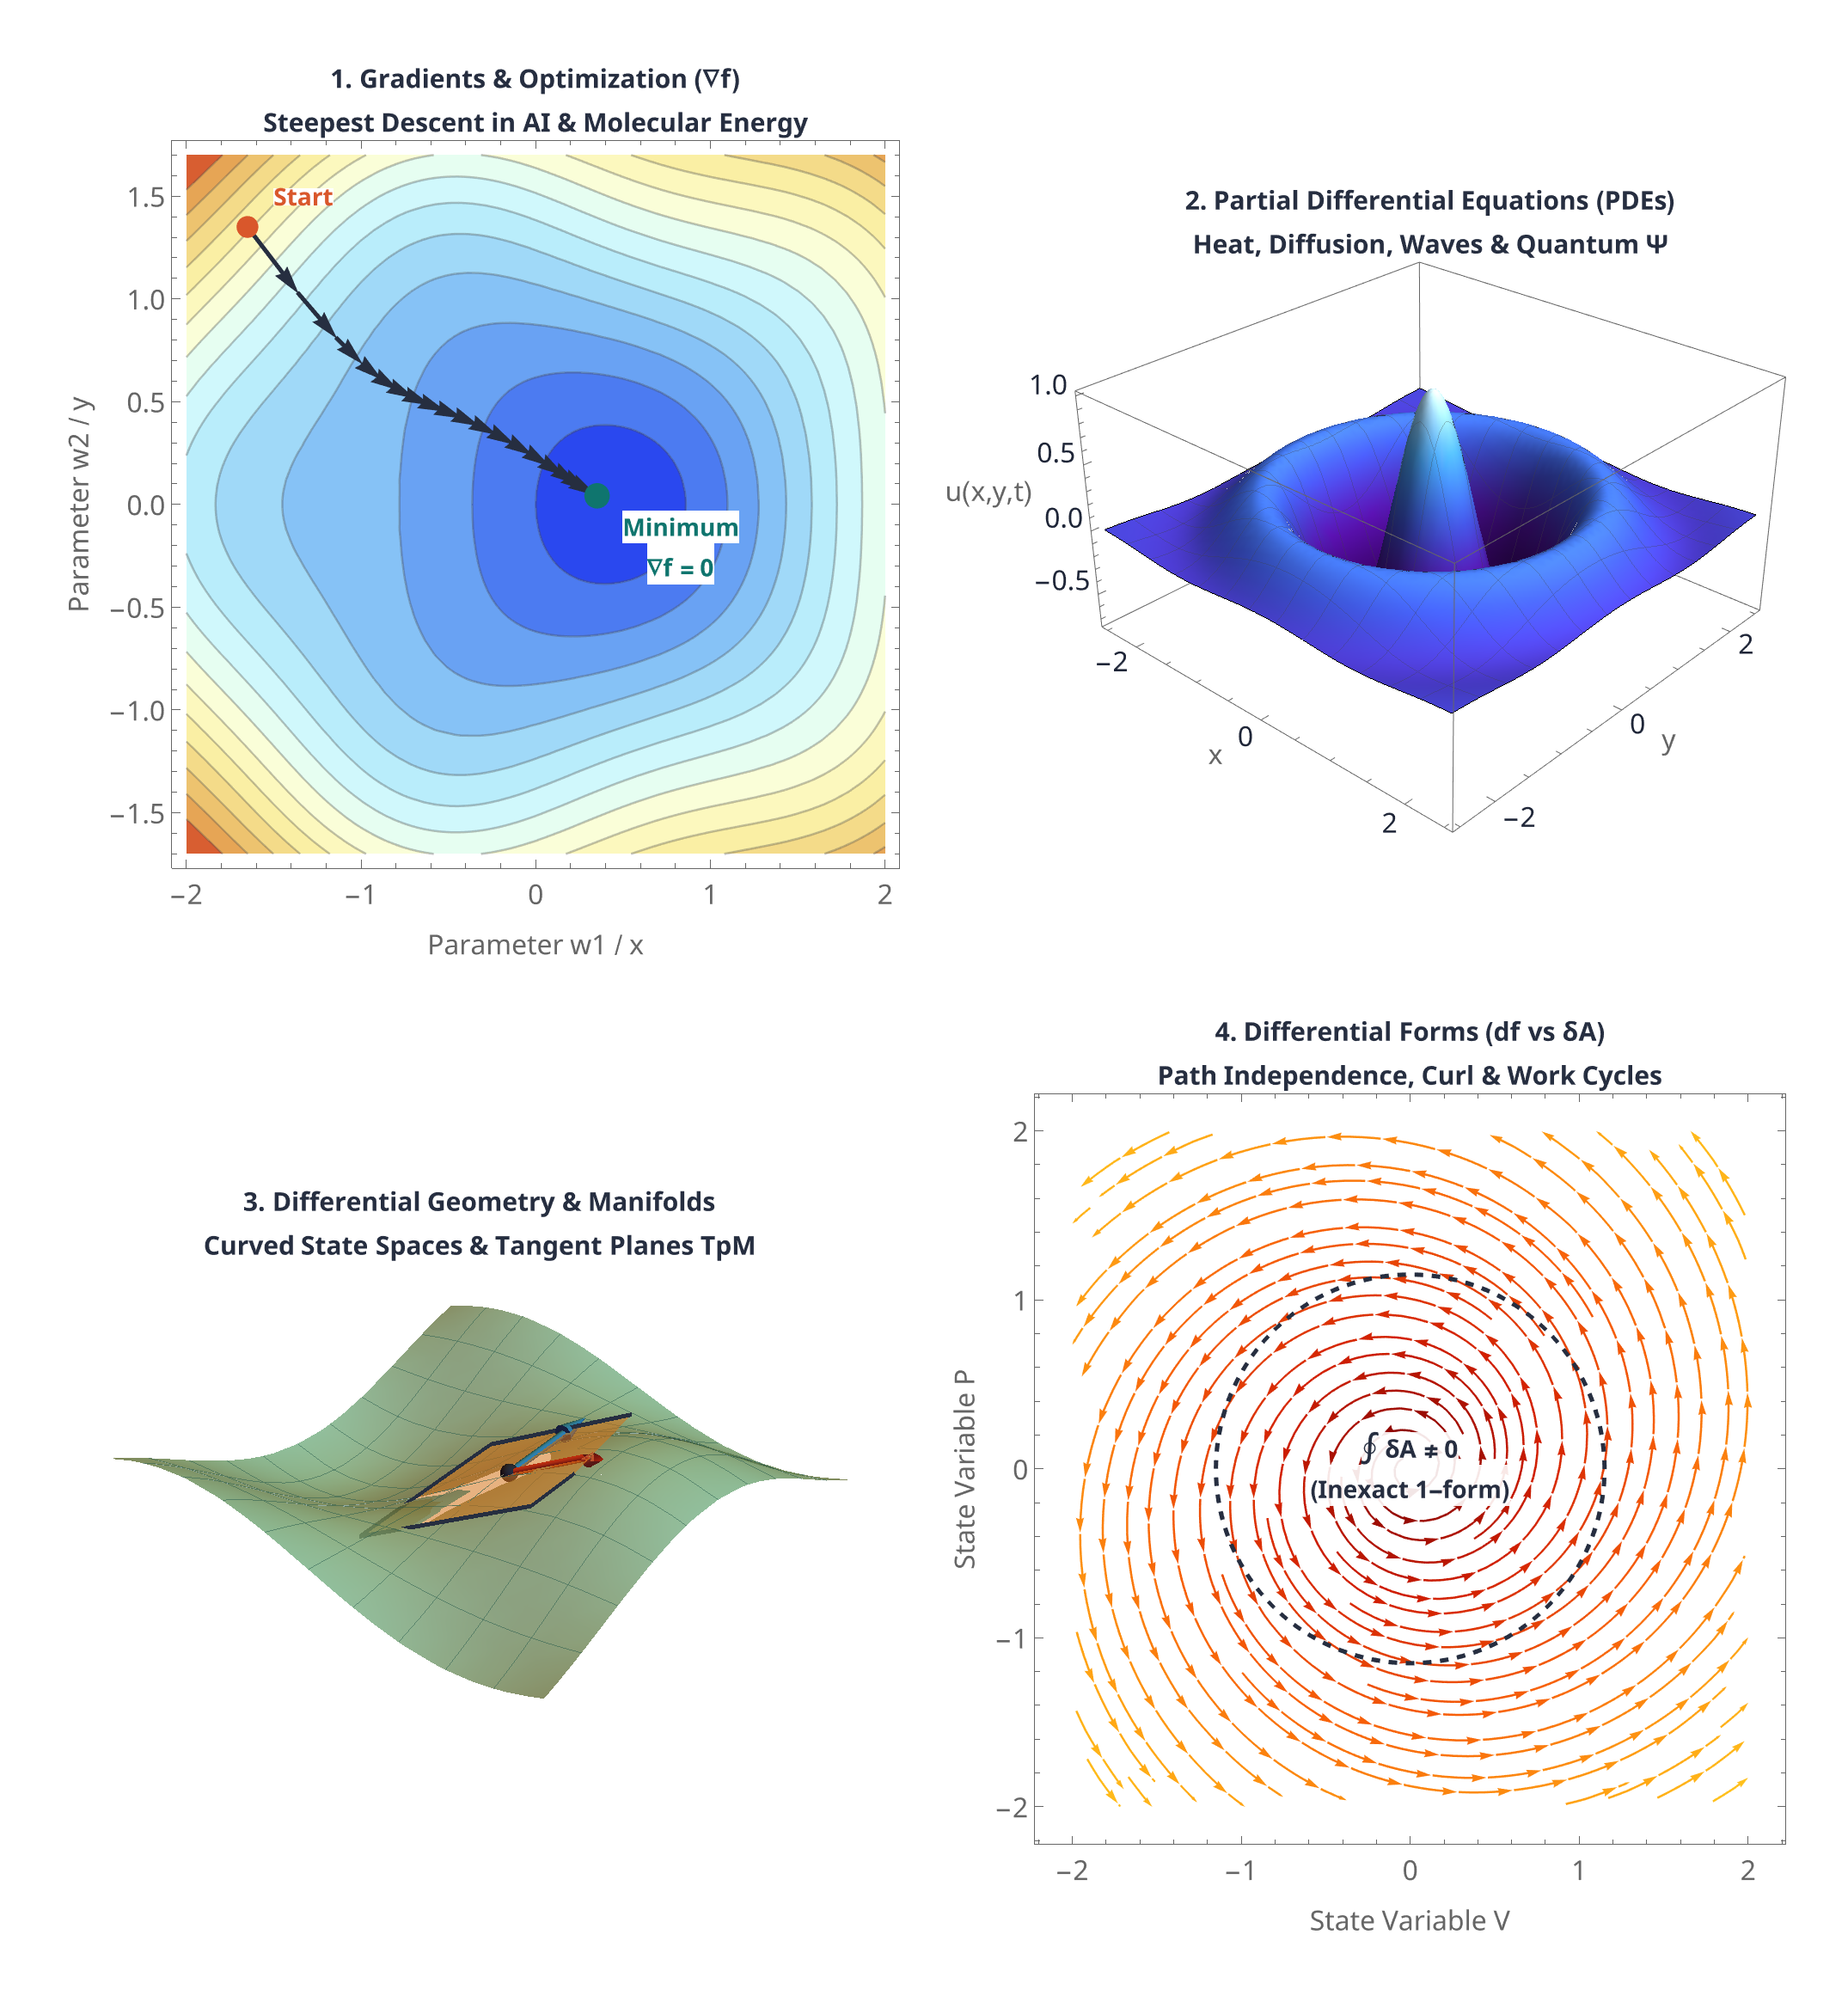 1. Gradients & Optimization (∇f)
Steepest Descent in AI & Molecular Energy
Start
Minimum
∇f = 0
1.5
1.0
0.5
0.0
−0.5
−1.0
−1.5
Parameter w2 / y
−2 −1 0 1 2
Parameter w1 / x
2. Partial Differential Equations (PDEs)
Heat, Diffusion, Waves & Quantum Ψ
1.0
0.5
0.0
−0.5
u(x,y,t)
−2 0 2
x
−2 0 2
y
3. Differential Geometry & Manifolds
Curved State Spaces & Tangent Planes TpM
4. Differential Forms (df vs δA)
Path Independence, Curl & Work Cycles
2
1
0
−1
−2
State Variable P
∮ δA ≠ 0
(Inexact 1‒form)
−2 −1 0 1 2
State Variable V